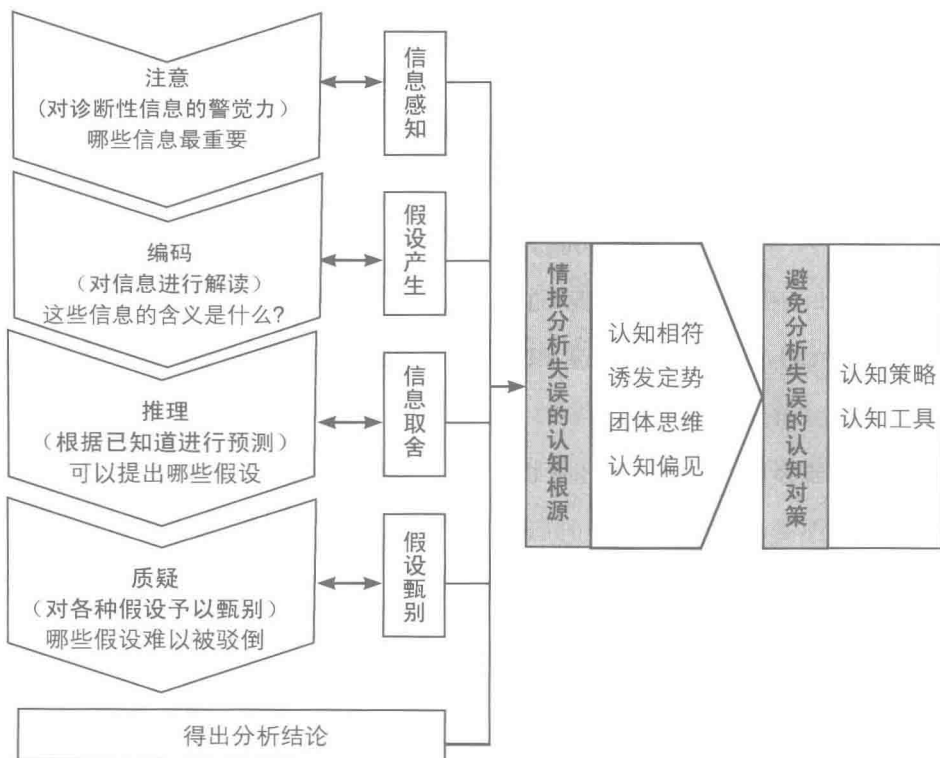 注意
(对诊断性信息的警觉力)
哪些信息最重要
信息感知
编码
(对信息进行解读)
这些信息的含义是什么?
假设产生
推理
(根据已知道进行预测)
可以提出哪些假设
信息取舍
质疑
(对各种假设予以甄别)
哪些假设难以被驳倒
假设甄别
得出分析结论
情报分析失误的认知根源
认知相符
诱发定势
团体思维
认知偏见
避免分析失误的认知对策
认知策略
认知工具